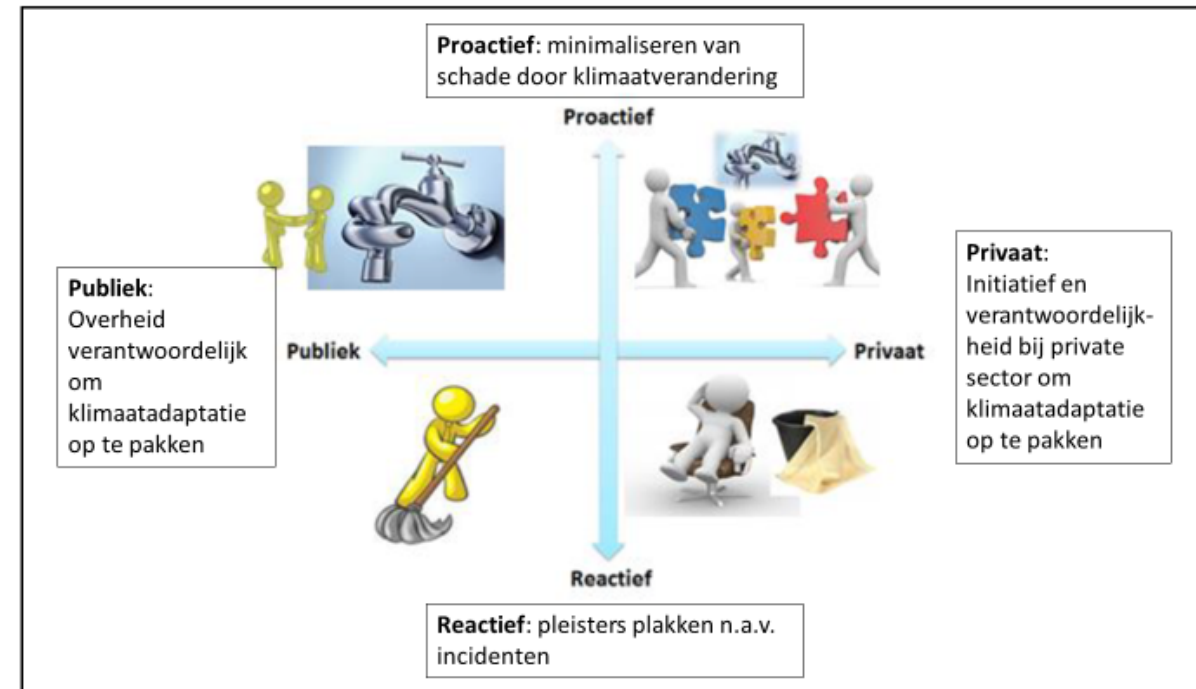 Proactief: minimaliseren van
schade door klimaatverandering
Proactief
Publiek:
Overheid
verantwoordelijk
om
klimaatadaptatie
op te pakken
Publiek
Privaat
Privaat:
Initiatief en
verantwoordelijk-
heid bij private
sector om
klimaatadaptatie
op te pakken
Reactief
Reactief: pleisters plakken n.a.v.
incidenten